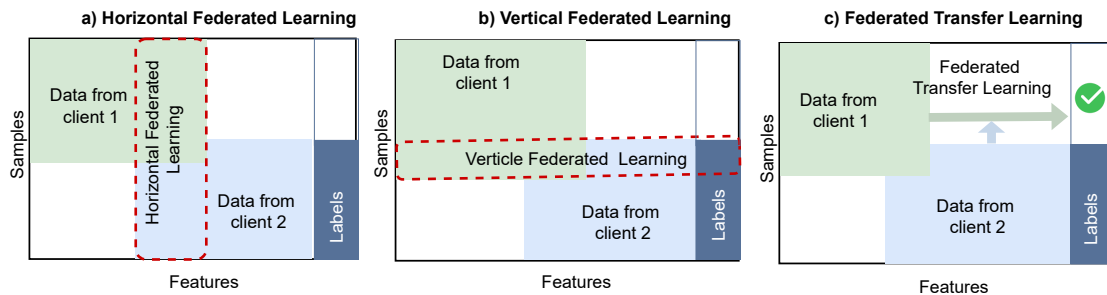 a) Horizontal Federated Learning
Samples
Data from
client 1
Horizontal Federated
Learning
Data from
client 2
Labels
Features
b) Vertical Federated Learning
Samples
Data from
client 1
Verticle Federated Learning
Data from
client 2
Labels
Features
c) Federated Transfer Learning
Samples
Data from
client 1
Federated
Transfer Learning
Data from
client 2
Labels
Features